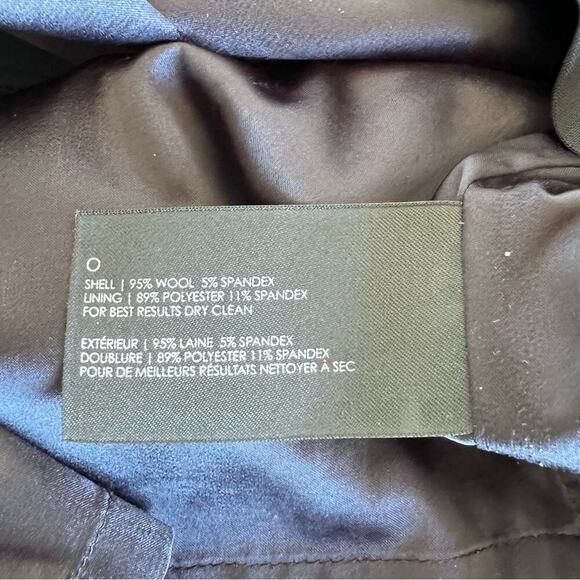 O
SHELL | 95% WOOL 5% SPANDEX
LINING | 89% POLYESTER 11% SPANDEX
FOR BEST RESULTS DRY CLEAN
EXTÉRIEUR | 95% LAINE 5% SPANDEX
DOUBLURE | 89% POLYESTER 11% SPANDEX
POUR DE MEILLEURS RÉSULTATS NETTOYER À SEC